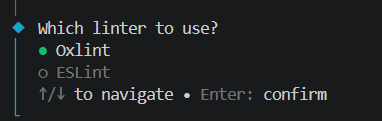 Which linter to use?
● Oxlint
○ ESLint
↑/↓ to navigate • Enter: confirm